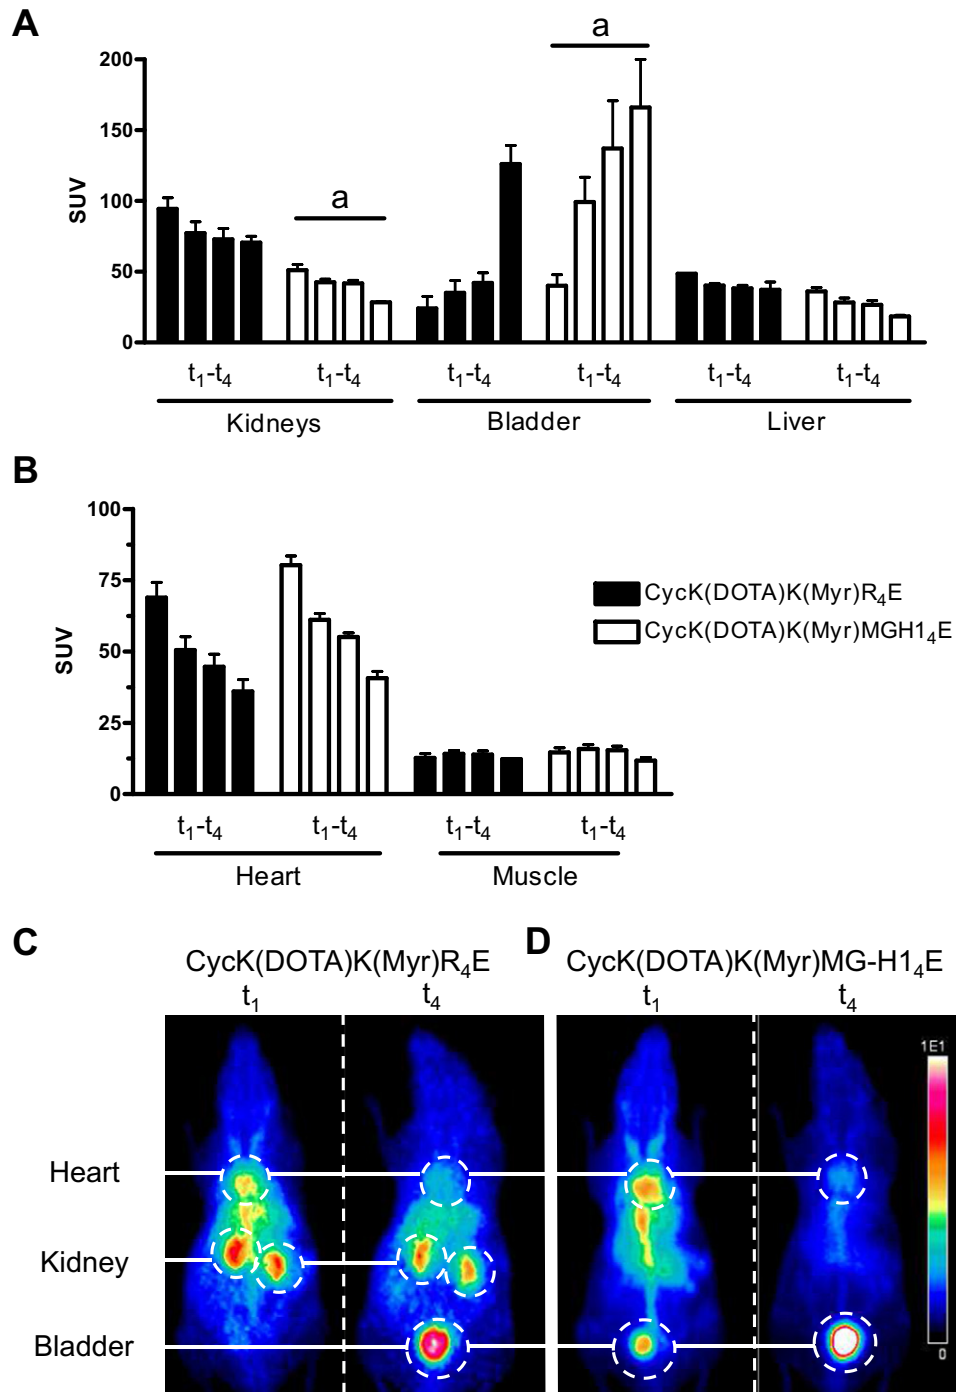 A
a
a
200
150
100
50
0
SUV
t1-t4 t1-t4 t1-t4 t1-t4 t1-t4 t1-t4
Kidneys Bladder Liver
B
100
75
50
25
0
SUV
CycK(DOTA)K(Myr)R4E
CycK(DOTA)K(Myr)MGH14E
t1-t4 t1-t4 t1-t4 t1-t4
Heart Muscle
C D
CycK(DOTA)K(Myr)R4E CycK(DOTA)K(Myr)MG-H14E
t1 t4 t1 t4
1E1
Heart
Kidney
Bladder
0